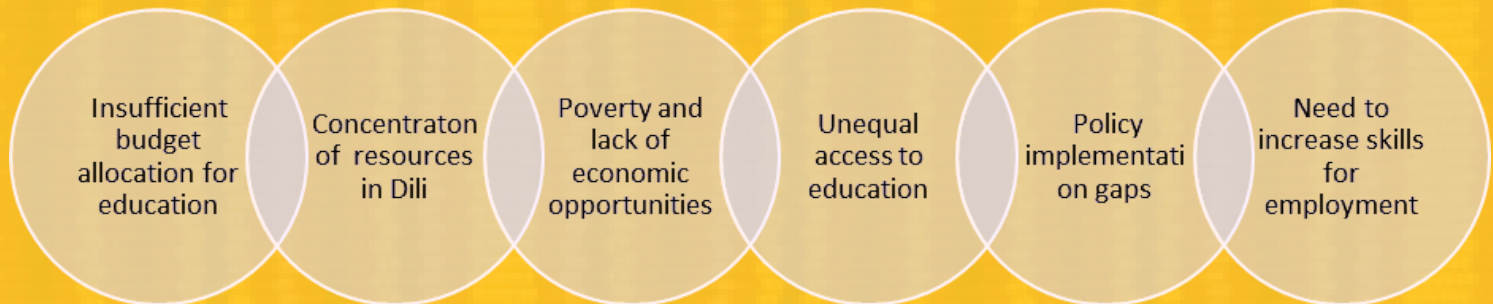 Insufficient
budget
allocation for
education
Concentraton
of resources
in Dili
Poverty and
lack of
economic
opportunities
Unequal
access to
education
Policy
implementati
on gaps
Need to
increase skills
for
employment